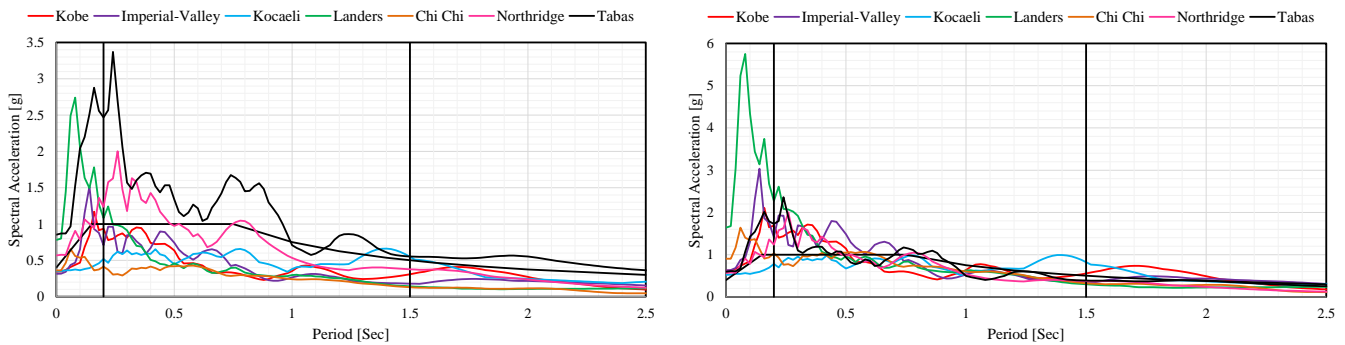 Kobe Imperial-Valley Kocaeli Landers Chi Chi Northridge Tabas
3.5
3
2.5
2
1.5
1
0.5
0
0 0.5 1 1.5 2 2.5
Spectral Acceleration [g]
Period [Sec]
Kobe Imperial-Valley Kocaeli Landers Chi Chi Northridge Tabas
6
5
4
3
2
1
0
0 0.5 1 1.5 2 2.5
Spectral Acceleration [g]
Period [Sec]